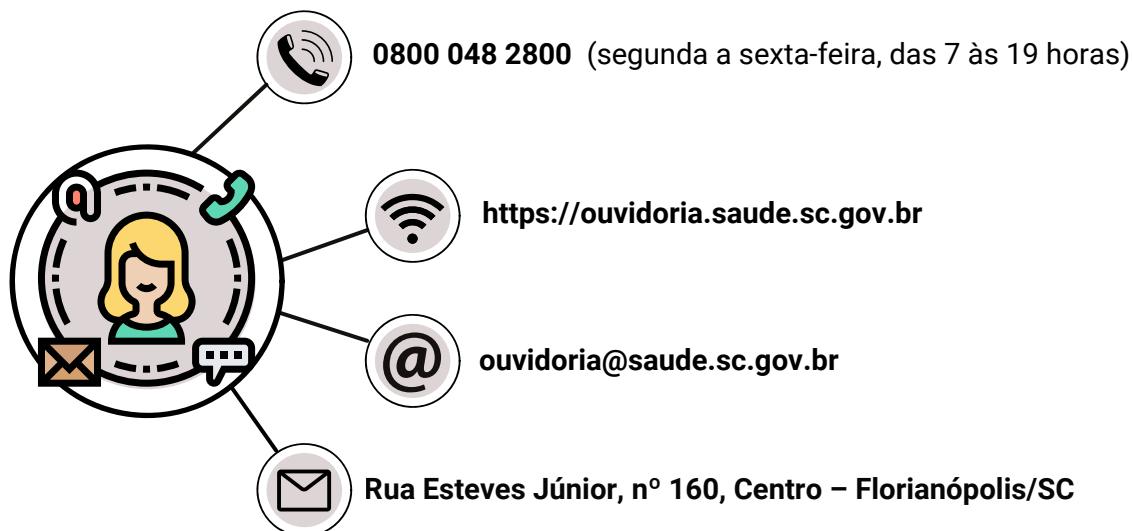 0800 048 2800 (segunda a sexta-feira, das 7 às 19 horas)
https://ouvidoria.saude.sc.gov.br
@ ouvidoria@saude.sc.gov.br
Rua Esteves Júnior, nº 160, Centro – Florianópolis/SC